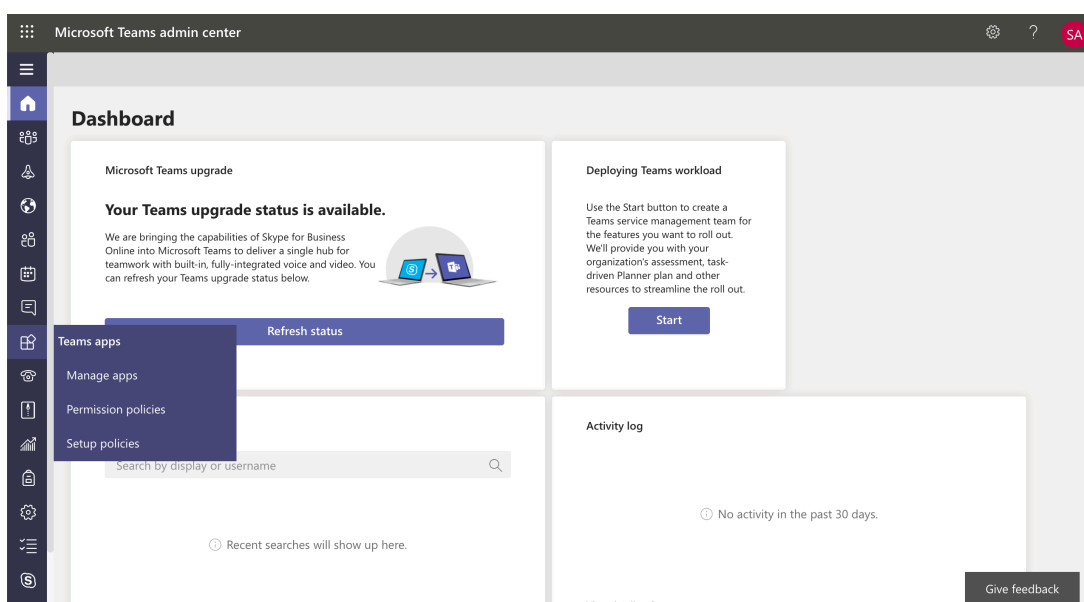 Microsoft Teams admin center
?
SA
Dashboard
Microsoft Teams upgrade
Your Teams upgrade status is available.
We are bringing the capabilities of Skype for Business
Online into Microsoft Teams to deliver a single hub for
teamwork with built-in, fully-integrated voice and video. You
can refresh your Teams upgrade status below.
Refresh status
Deploying Teams workload
Use the Start button to create a
Teams service management team for
the features you want to roll out.
We'll provide you with your
organization's assessment, task-
driven Planner plan and other
resources to streamline the roll out.
Start
Teams apps
Manage apps
Permission policies
Setup policies
Search by display or username
Recent searches will show up here.
Activity log
No activity in the past 30 days.
Give feedback